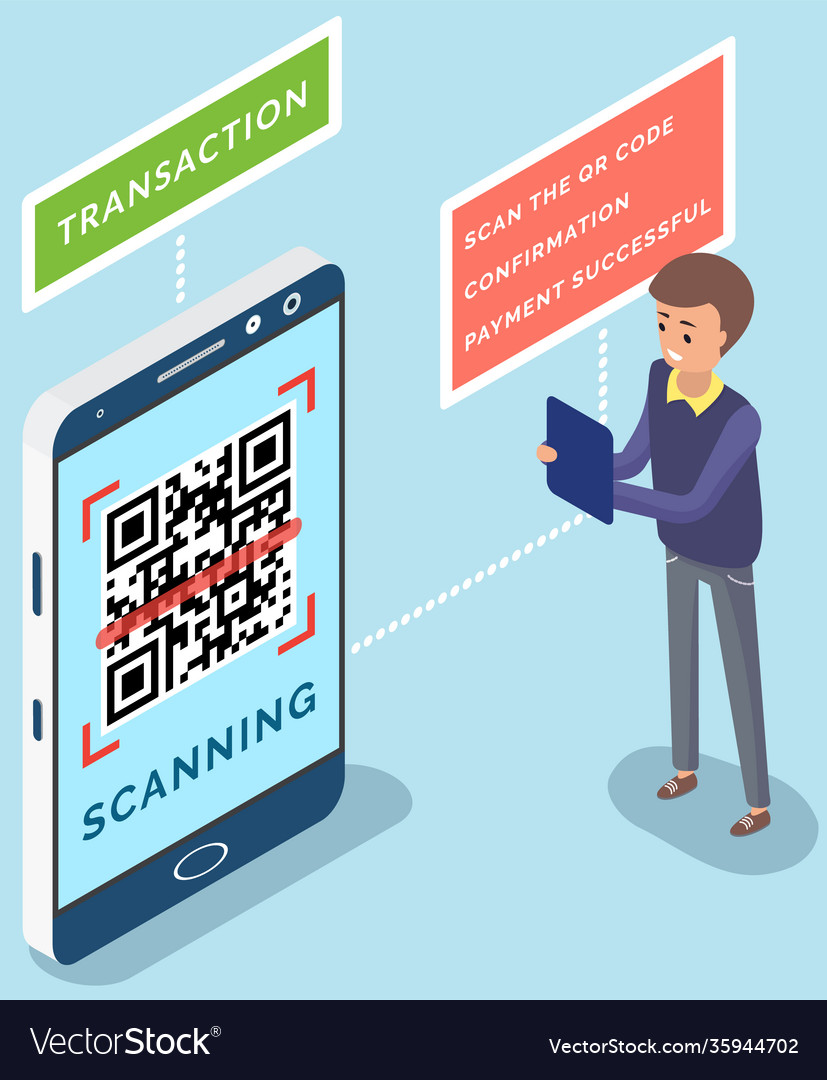 TRANSACTION
SCAN THE QR CODE
CONFIRMATION
PAYMENT SUCCESSFUL
SCANNING
VectorStock®
VectorStock.com/35944702